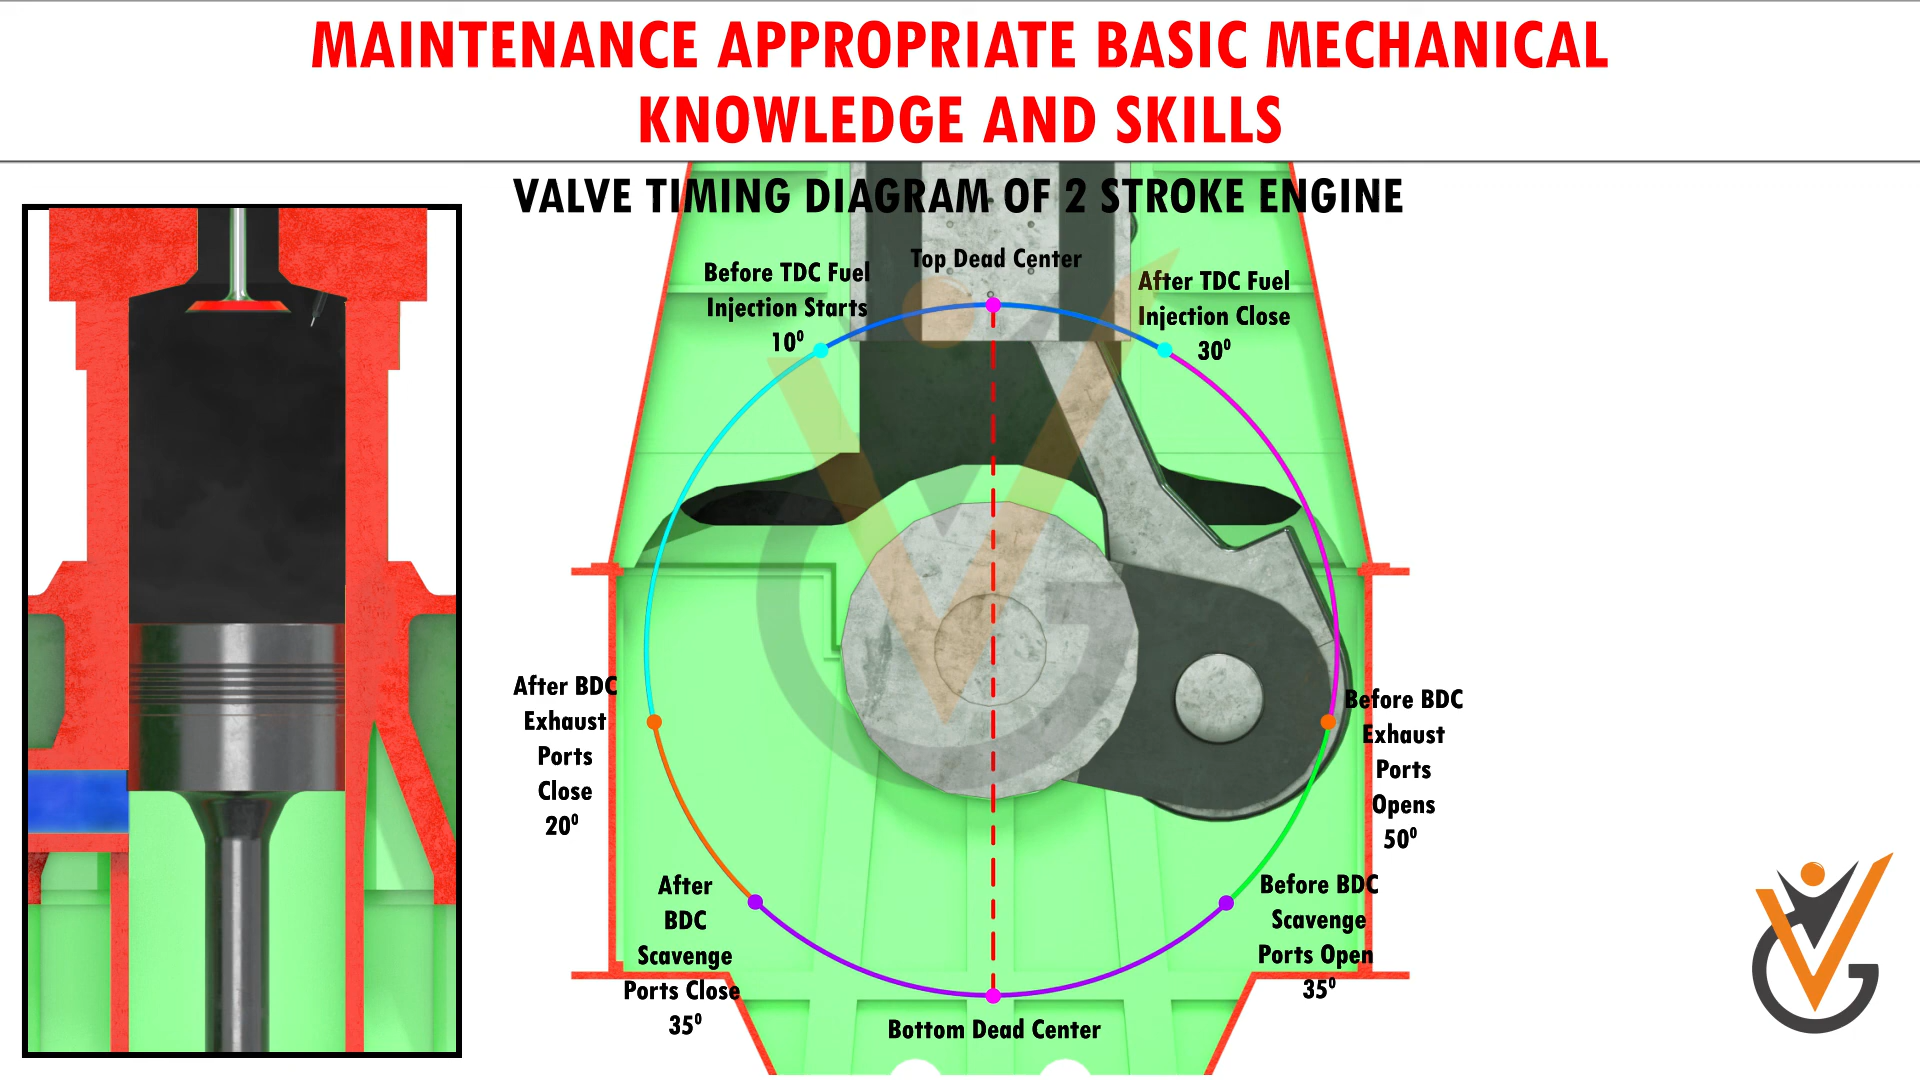 MAINTENANCE APPROPRIATE BASIC MECHANICAL
KNOWLEDGE AND SKILLS
VALVE TIMING DIAGRAM OF 2 STROKE ENGINE
Top Dead Center
Before TDC Fuel
Injection Starts
10⁰
After TDC Fuel
Injection Close
30⁰
After BDC
Exhaust
Ports
Close
20⁰
Before BDC
Exhaust
Ports
Opens
50⁰
After
BDC
Scavenge
Ports Close
35⁰
Before BDC
Scavenge
Ports Open
35⁰
Bottom Dead Center